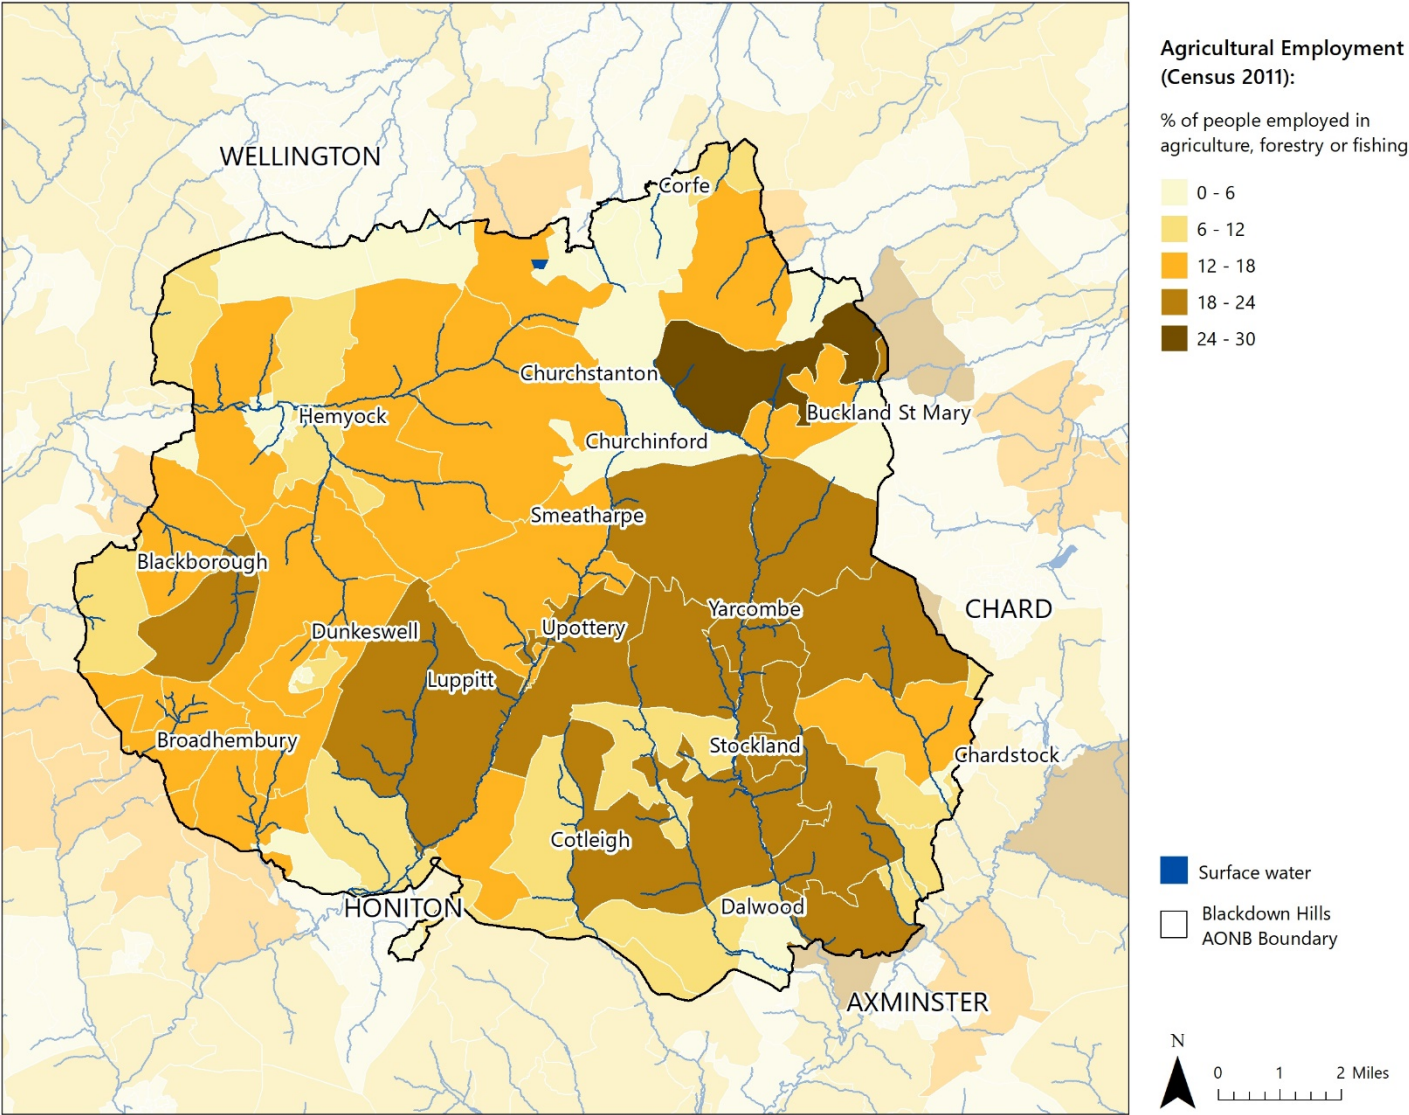 Agricultural Employment
(Census 2011):
% of people employed in
agriculture, forestry or fishing
0 - 6
6 - 12
12 - 18
18 - 24
24 - 30
WELLINGTON
Corfe
Churchstanton
Hemyock
Buckland St Mary
Churchinford
Smeatharpe
Blackborough
CHARD
Yarcombe
Dunkeswell
Upottery
Luppitt
Broadhembury
Stockland
Chardstock
Cotleigh
HONITON
Dalwood
AXMINSTER
Surface water
Blackdown Hills
AONB Boundary
N
0 1 2 Miles